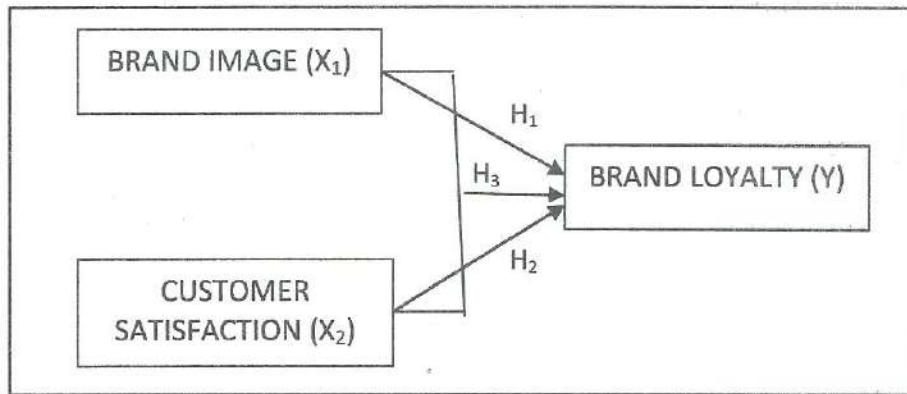 BRAND IMAGE (X₁)
H₁
BRAND LOYALTY (Y)
H₃
H₂
CUSTOMER
SATISFACTION (X₂)